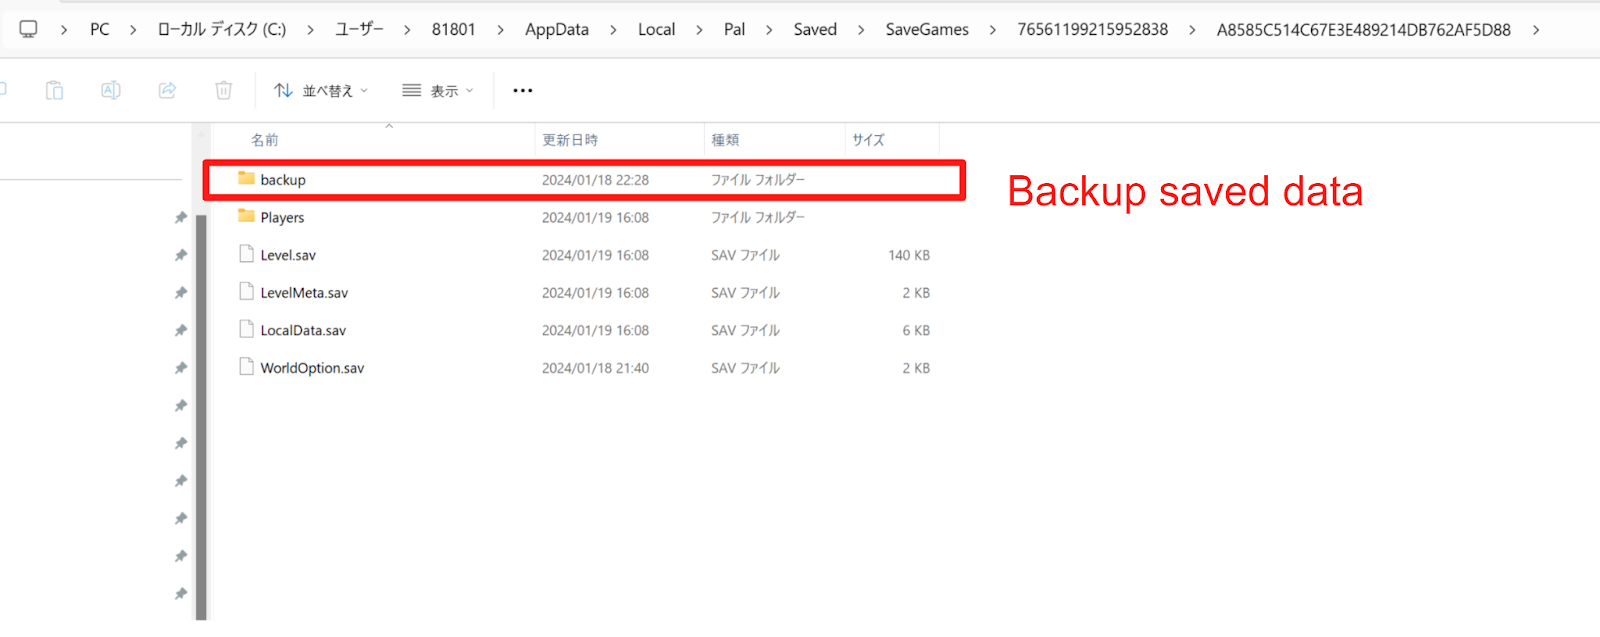 PC > ローカル ディスク (C:) > ユーザー > 81801 > AppData > Local > Pal > Saved > SaveGames > 76561199215952838 > A8585C514C67E3E489214DB762AF5D88 >
並べ替え 表示 •••
名前 更新日時 種類 サイズ
backup 2024/01/18 22:28 ファイル フォルダー
Backup saved data
Players 2024/01/19 16:08 ファイル フォルダー
Level.sav 2024/01/19 16:08 SAV ファイル 140 KB
LevelMeta.sav 2024/01/19 16:08 SAV ファイル 2 KB
LocalData.sav 2024/01/19 16:08 SAV ファイル 6 KB
WorldOption.sav 2024/01/18 21:40 SAV ファイル 2 KB